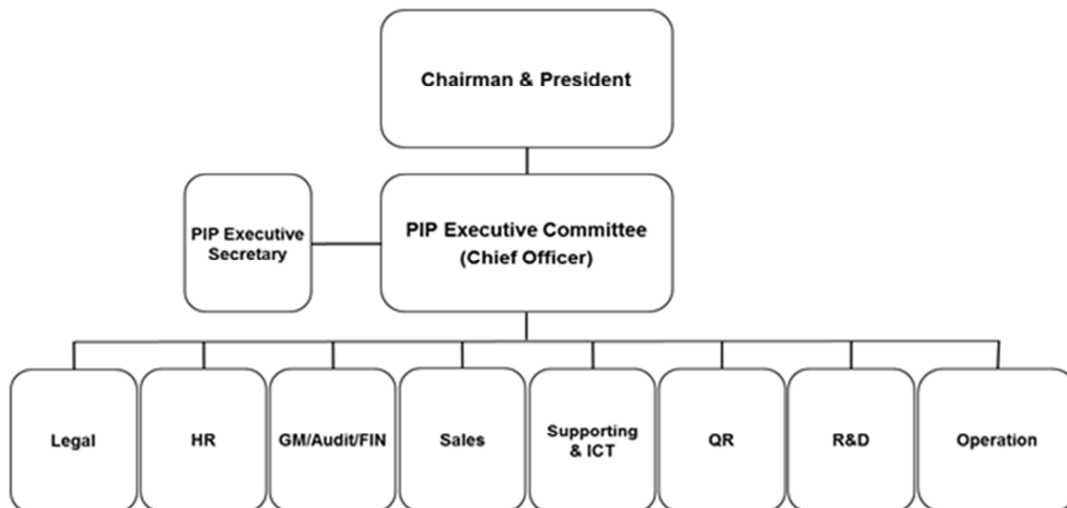 Chairman & President
PIP Executive
Secretary
PIP Executive Committee
(Chief Officer)
Legal
HR
GM/Audit/FIN
Sales
Supporting
& ICT
QR
R&D
Operation